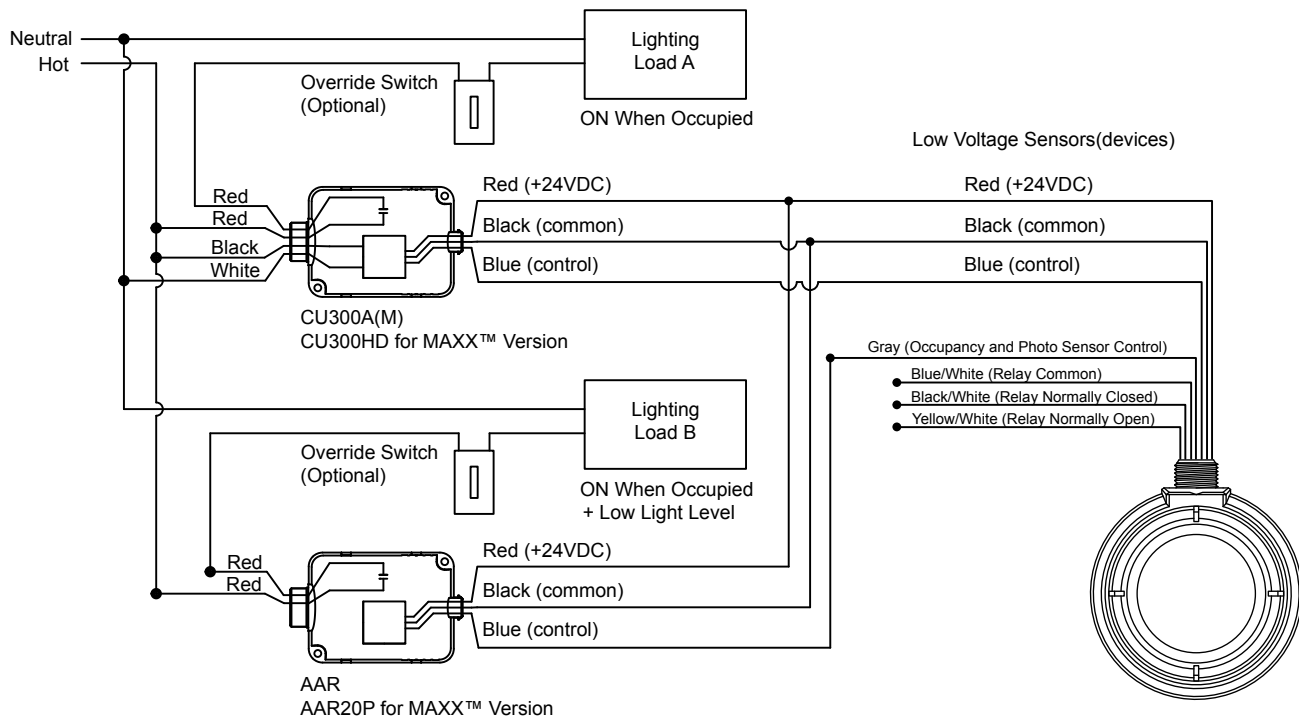 Neutral
Hot
Override Switch
(Optional)
Lighting
Load A
ON When Occupied
Low Voltage Sensors(devices)
Red
Red
Black
White
Red (+24VDC)
Black (common)
Blue (control)
Red (+24VDC)
Black (common)
Blue (control)
CU300A(M)
CU300HD for MAXX™ Version
Gray (Occupancy and Photo Sensor Control)
Blue/White (Relay Common)
Black/White (Relay Normally Closed)
Yellow/White (Relay Normally Open)
Override Switch
(Optional)
Lighting
Load B
ON When Occupied
+ Low Light Level
Red
Red
Red (+24VDC)
Black (common)
Blue (control)
AAR
AAR20P for MAXX™ Version